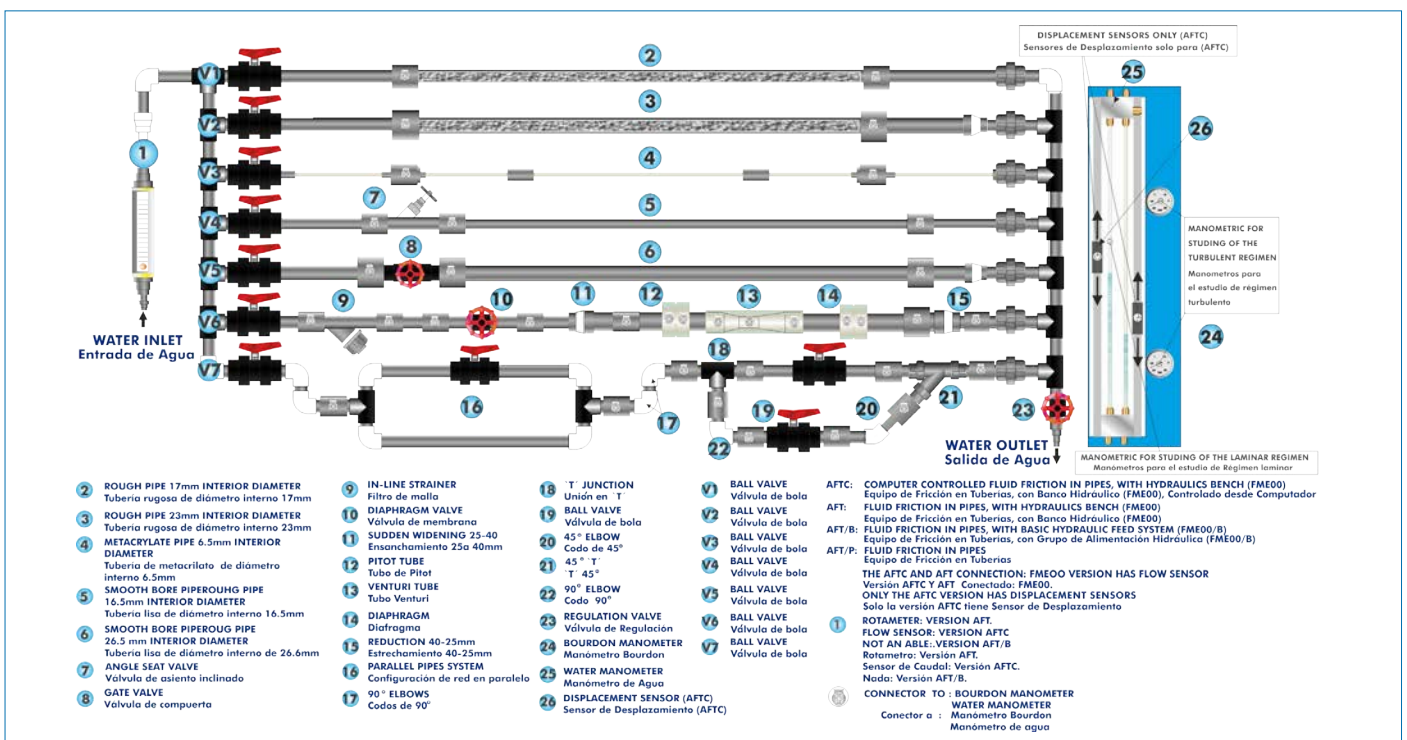 DISPLACEMENT SENSORS ONLY (AFTC)
Sensores de Desplazamiento solo para (AFTC)
25
26
MANOMETRIC FOR
STUDING OF THE
TURBULENT REGIMEN
Manometros para
el estudio de régimen
turbulento
24
MANOMETRIC FOR STUDING OF THE LAMINAR REGIMEN
Manómetros para el estudio de Régimen laminar
1
WATER INLET
Entrada de Agua
V1
V2
V3
V4
V5
V6
V7
2
3
4
7
5
8
6
9
10
11
12
13
14
15
16
17
18
19
20
21
22
23
WATER OUTLET
Salida de Agua
2 ROUGH PIPE 17mm INTERIOR DIAMETER
Tubería rugosa de diámetro interno 17mm
3 ROUGH PIPE 23mm INTERIOR DIAMETER
Tubería rugosa de diámetro interno 23mm
4 METACRYLATE PIPE 6.5mm INTERIOR
DIAMETER
Tubería de metacrilato de diámetro
interno 6.5mm
5 SMOOTH BORE PIPEROUHG PIPE
16.5mm INTERIOR DIAMETER
Tubería lisa de diámetro interno 16.5mm
6 SMOOTH BORE PIPEROUG PIPE
26.5 mm INTERIOR DIAMETER
Tubería lisa de diámetro interno de 26.6mm
7 ANGLE SEAT VALVE
Válvula de asiento inclinado
8 GATE VALVE
Válvula de compuerta
9 IN-LINE STRAINER
Filtro de malla
10 DIAPHRAGM VALVE
Válvula de membrana
11 SUDDEN WIDENING 25-40
Ensanchamiento 25a 40mm
12 PITOT TUBE
Tubo de Pitot
13 VENTURI TUBE
Tubo Venturi
14 DIAPHRAGM
Diafragma
15 REDUCTION 40-25mm
Estrechamiento 40-25mm
16 PARALLEL PIPES SYSTEM
Configuración de red en paralelo
17 90° ELBOWS
Codos de 90°
18 ´T´ JUNCTION
Unión en ´T´
19 BALL VALVE
Válvula de bola
20 45° ELBOW
Codo de 45°
21 45° ´T´
´T´ 45°
22 90° ELBOW
Codo 90°
23 REGULATION VALVE
Válvula de Regulación
24 BOURDON MANOMETER
Manómetro Bourdon
25 WATER MANOMETER
Manómetro de Agua
26 DISPLACEMENT SENSOR (AFTC)
Sensor de Desplazamiento (AFTC)
V1 BALL VALVE
Válvula de bola
V2 BALL VALVE
Válvula de bola
V3 BALL VALVE
Válvula de bola
V4 BALL VALVE
Válvula de bola
V5 BALL VALVE
Válvula de bola
V6 BALL VALVE
Válvula de bola
V7 BALL VALVE
Válvula de bola
AFTC: COMPUTER CONTROLLED FLUID FRICTION IN PIPES, WITH HYDRAULICS BENCH (FME00)
Equipo de Fricción en Tuberías, con Banco Hidráulico (FME00), Controlado desde Computador
AFT: FLUID FRICTION IN PIPES, WITH HYDRAULICS BENCH (FME00)
Equipo de Fricción en Tuberías, con Banco Hidráulico (FME00)
AFT/B: FLUID FRICTION IN PIPES, WITH BASIC HYDRAULIC FEED SYSTEM (FME00/B)
Equipo de Fricción en Tuberías, con Grupo de Alimentación Hidráulica (FME00/B)
AFT/P: FLUID FRICTION IN PIPES
Equipo de Fricción en Tuberías
THE AFTC AND AFT CONNECTION: FMEOO VERSION HAS FLOW SENSOR
Versión AFTC Y AFT Conectado: FME00.
ONLY THE AFTC VERSION HAS DISPLACEMENT SENSORS
Solo la versión AFTC tiene Sensor de Desplazamiento
1 ROTAMETER: VERSION AFT.
FLOW SENSOR: VERSION AFTC
NOT AN ABLE:.VERSION AFT/B
Rotametro: Versión AFT.
Sensor de Caudal: Versión AFTC.
Nada: Versión AFT/B.
CONNECTOR TO : BOURDON MANOMETER
WATER MANOMETER
Conector a : Manómetro Bourdon
Manómetro de agua